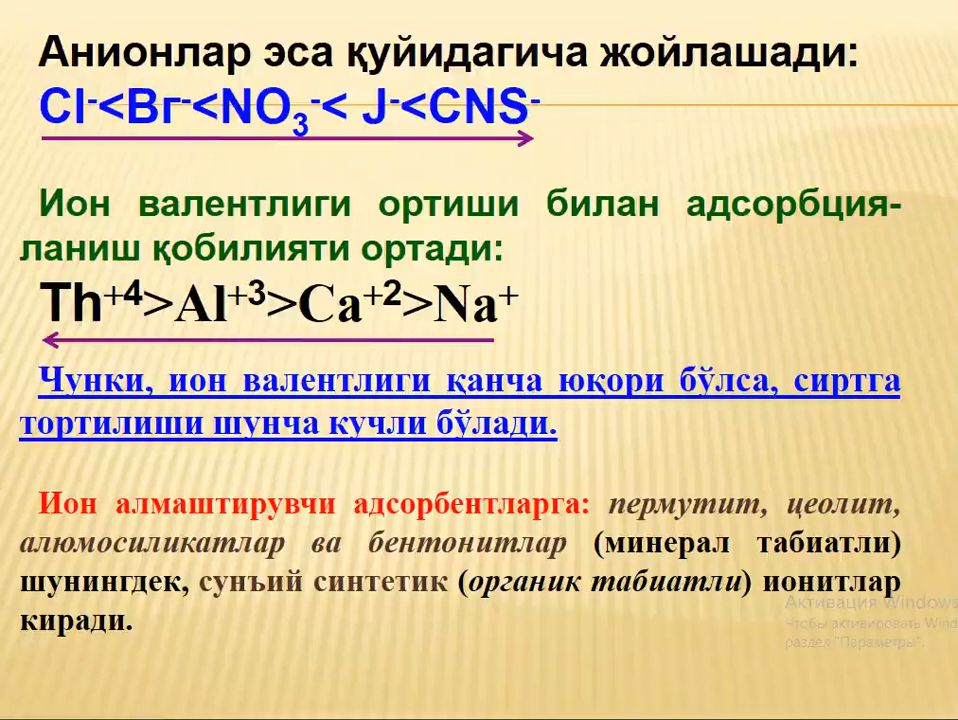 Анионлар эса қуйидагича жойлашади:
Cl⁻<Вг⁻<NO₃⁻< J⁻<CNS⁻
Ион валентлиги ортиши билан адсорбция-
ланиш қобилияти ортади:
Th⁺⁴>Al⁺³>Ca⁺²>Na⁺
Чунки, ион валентлиги қанча юқори бўлса, сиртга
тортилиши шунча кучли бўлади.
Ион алмаштирувчи адсорбентларга: пермутит, цеолит,
алюмосиликатлар ва бентонитлар (минерал табиатли)
шунингдек, сунъий синтетик (органик табиатли) ионитлар
киради.
Активация Windows
Чтобы активировать Wind
раздел "Параметры".